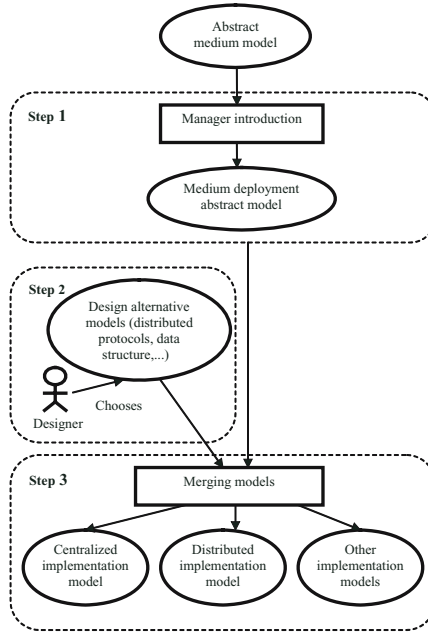 Abstract
medium model
Step 1
Manager introduction
Medium deployment
abstract model
Step 2
Design alternative
models (distributed
protocols, data
structure,...)
Chooses
Designer
Step 3
Merging models
Centralized
implementation
model
Distributed
implementation
model
Other
implementation
models